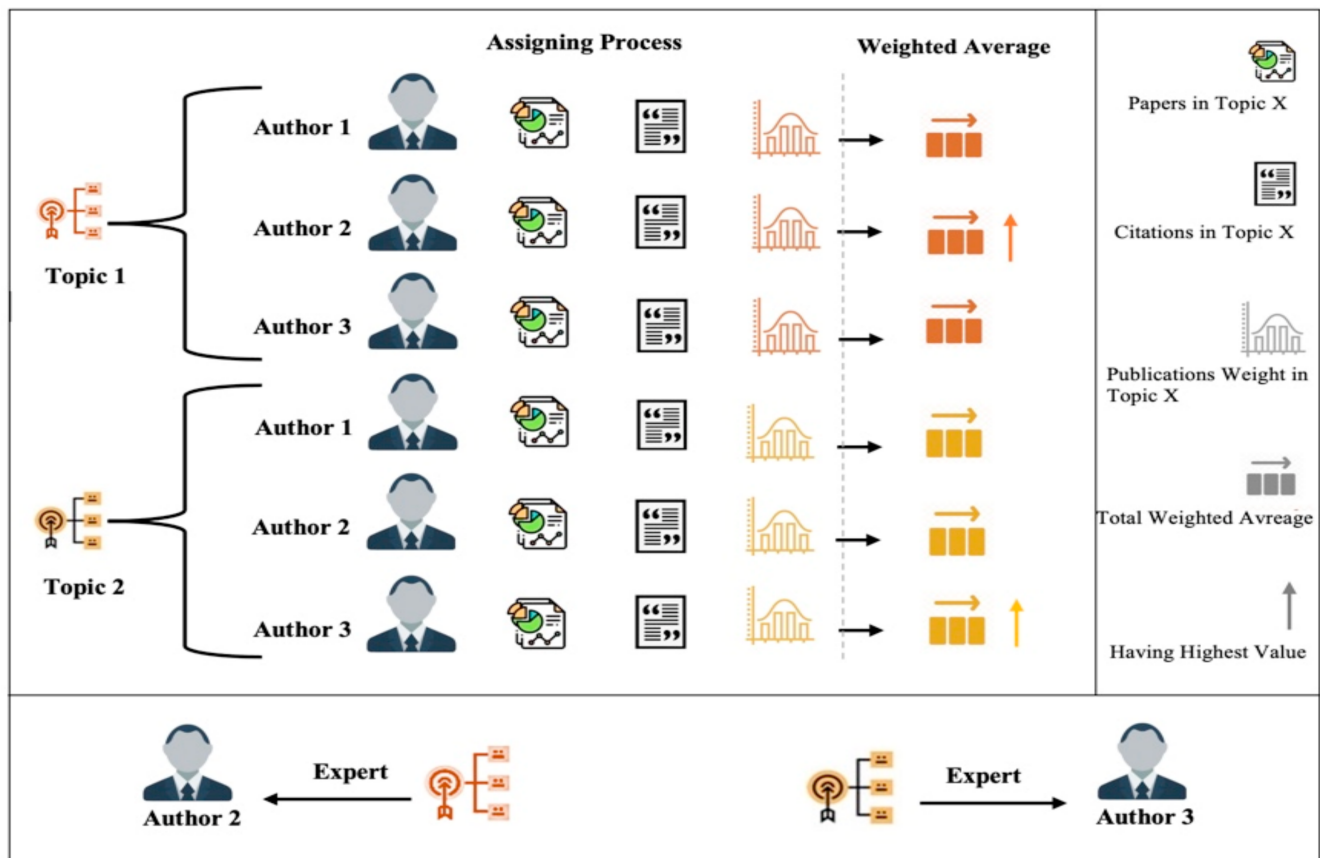 Assigning Process
Weighted Average
Author 1
Author 2
Author 3
Topic 1
Author 1
Author 2
Author 3
Topic 2
Papers in Topic X
Citations in Topic X
Publications Weight in
Topic X
Total Weighted Avreage
Having Highest Value
Expert
Author 2
Expert
Author 3